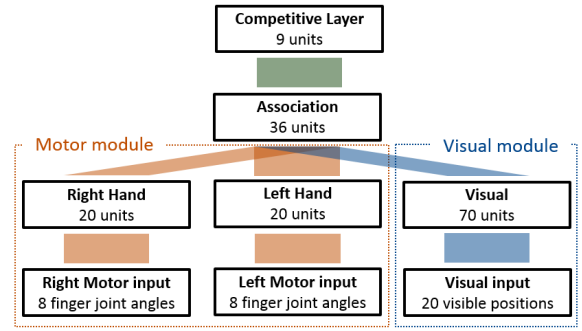 Competitive Layer
9 units
Association
36 units
Motor module
Visual module
Right Hand
20 units
Left Hand
20 units
Visual
70 units
Right Motor input
8 finger joint angles
Left Motor input
8 finger joint angles
Visual input
20 visible positions